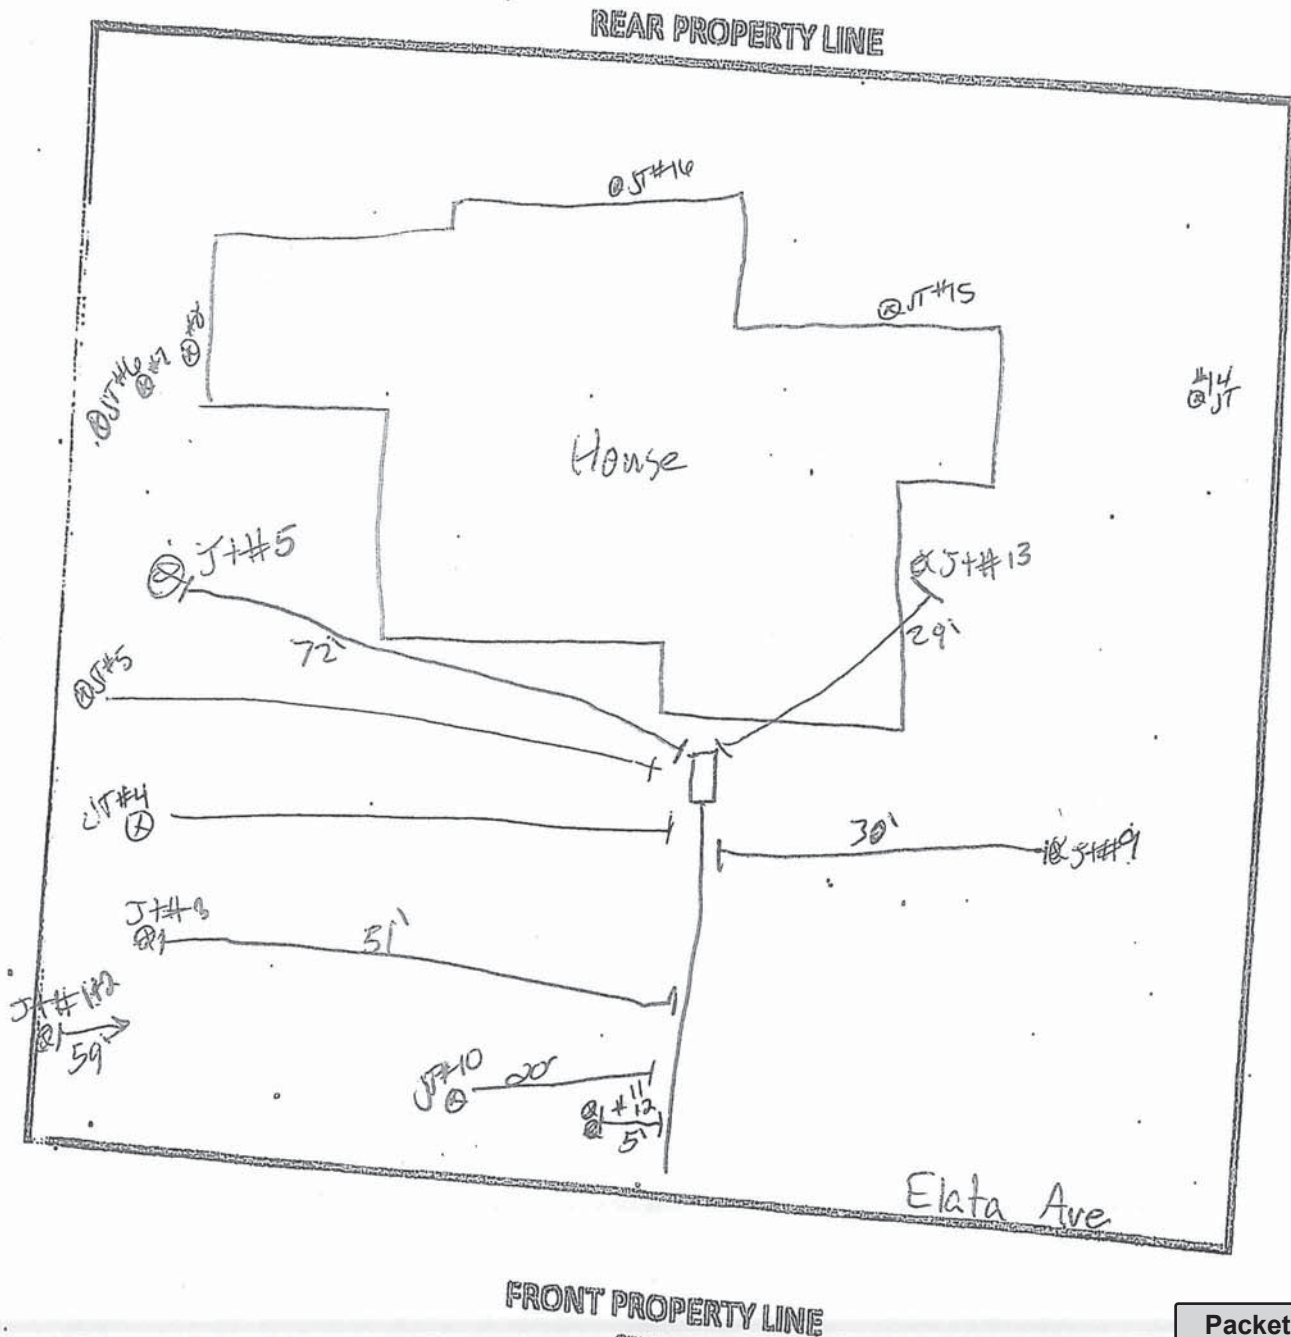 REAR PROPERTY LINE
JT#16
JT#15
#8
#7
JT#6
#14
JT
House
Jt#5
Jt#13
72'
29'
JT#5
JT#4
30'
Jt#9
Jt#3
51'
Jt#1+2
59'
JT#10
20'
#11
12
5'
Elata Ave
FRONT PROPERTY LINE
Packet